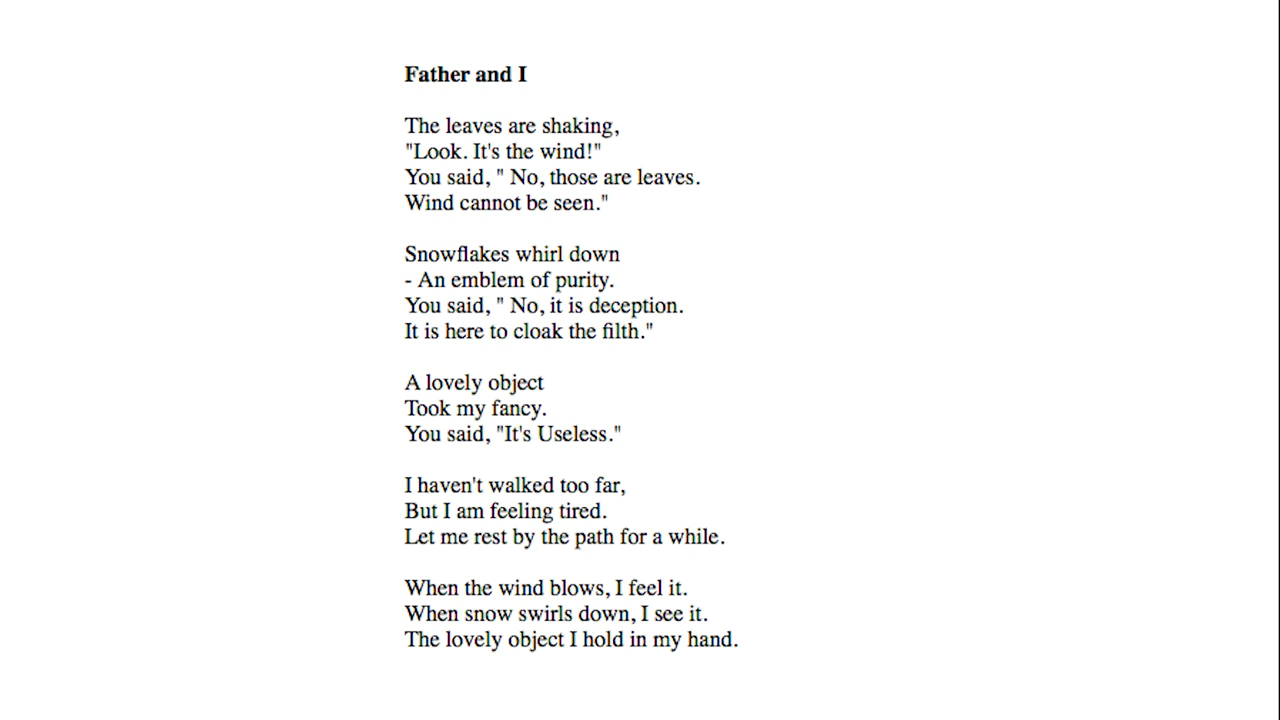 Father and I
The leaves are shaking,
"Look. It's the wind!"
You said, " No, those are leaves.
Wind cannot be seen."
Snowflakes whirl down
- An emblem of purity.
You said, " No, it is deception.
It is here to cloak the filth."
A lovely object
Took my fancy.
You said, "It's Useless."
I haven't walked too far,
But I am feeling tired.
Let me rest by the path for a while.
When the wind blows, I feel it.
When snow swirls down, I see it.
The lovely object I hold in my hand.